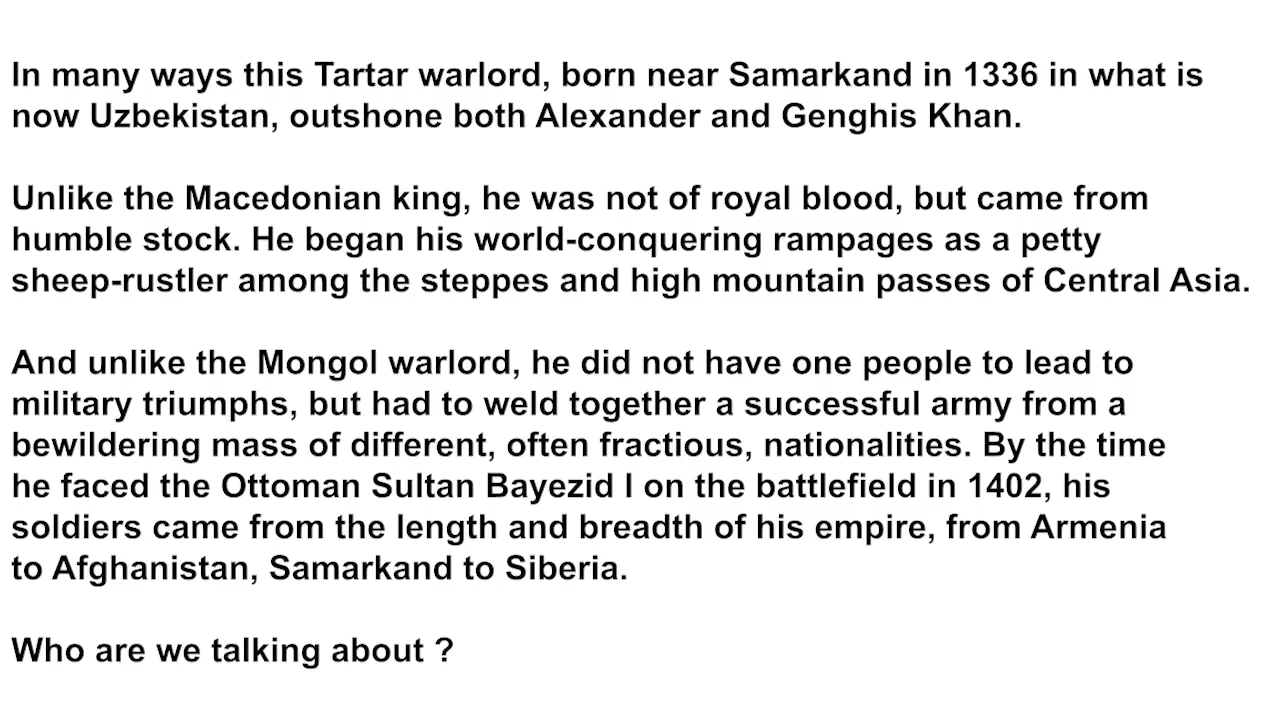 In many ways this Tartar warlord, born near Samarkand in 1336 in what is
now Uzbekistan, outshone both Alexander and Genghis Khan.
Unlike the Macedonian king, he was not of royal blood, but came from
humble stock. He began his world-conquering rampages as a petty
sheep-rustler among the steppes and high mountain passes of Central Asia.
And unlike the Mongol warlord, he did not have one people to lead to
military triumphs, but had to weld together a successful army from a
bewildering mass of different, often fractious, nationalities. By the time
he faced the Ottoman Sultan Bayezid I on the battlefield in 1402, his
soldiers came from the length and breadth of his empire, from Armenia
to Afghanistan, Samarkand to Siberia.
Who are we talking about ?